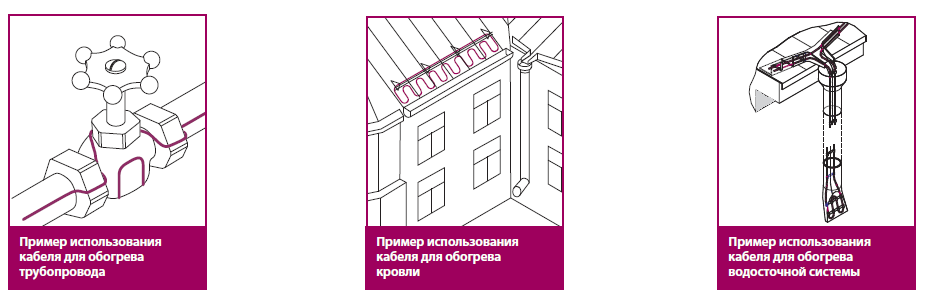 Пример использования
кабеля для обогрева
трубопровода
Пример использования
кабеля для обогрева
кровли
Пример использования
кабеля для обогрева
водосточной системы